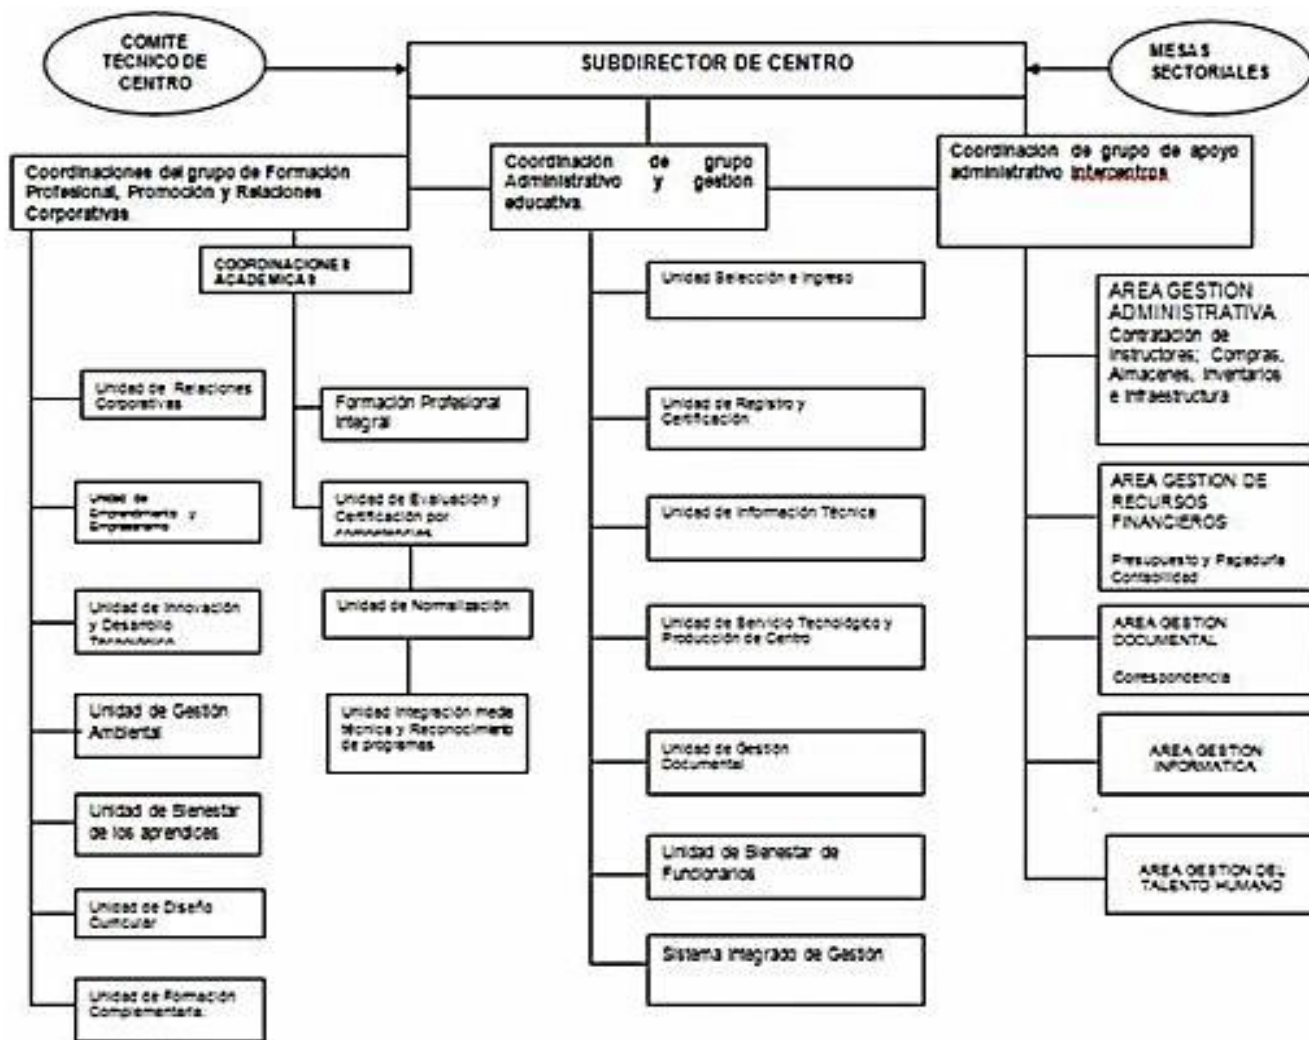 COMITE
TÉCNICO DE
CENTRO
SUBDIRECTOR DE CENTRO
MESAS
SECTORIALES
Coordinaciones del grupo de Formación
Profesional, Promoción y Relaciones
Corporativas.
Coordinación de grupo
Administrativo y gestión
educativa.
Coordinación de grupo de apoyo
administrativo Intercentros
COORDINACIONES
ACADEMICAS
Unidad de Relaciones
Corporativas
Unidad de
Emprendimiento y
Empresarismo
Unidad de Innovación
y Desarrollo
Tecnológico
Unidad de Gestión
Ambiental
Unidad de Bienestar
de los aprendices
Unidad de Diseño
Curricular
Unidad de Formación
Complementaria.
Formación Profesional
Integral
Unidad de Evaluación y
Certificación por
competencias
Unidad de Normalización
Unidad Integración media
técnica y Reconocimiento
de programas
Unidad Selección e Ingreso
Unidad de Registro y
Certificación
Unidad de Información Técnica
Unidad de Servicio Tecnológico y
Producción de Centro
Unidad de Gestión
Documental
Unidad de Bienestar de
Funcionarios
Sistema Integrado de Gestión
AREA GESTION
ADMINISTRATIVA
Contratación de
Instructores; Compras,
Almacenes, Inventarios
e Infraestructura
AREA GESTION DE
RECURSOS
FINANCIEROS
Presupuesto y Pagaduría
Contabilidad
AREA GESTION
DOCUMENTAL
Correspondencia
AREA GESTION
INFORMATICA
AREA GESTION DEL
TALENTO HUMANO